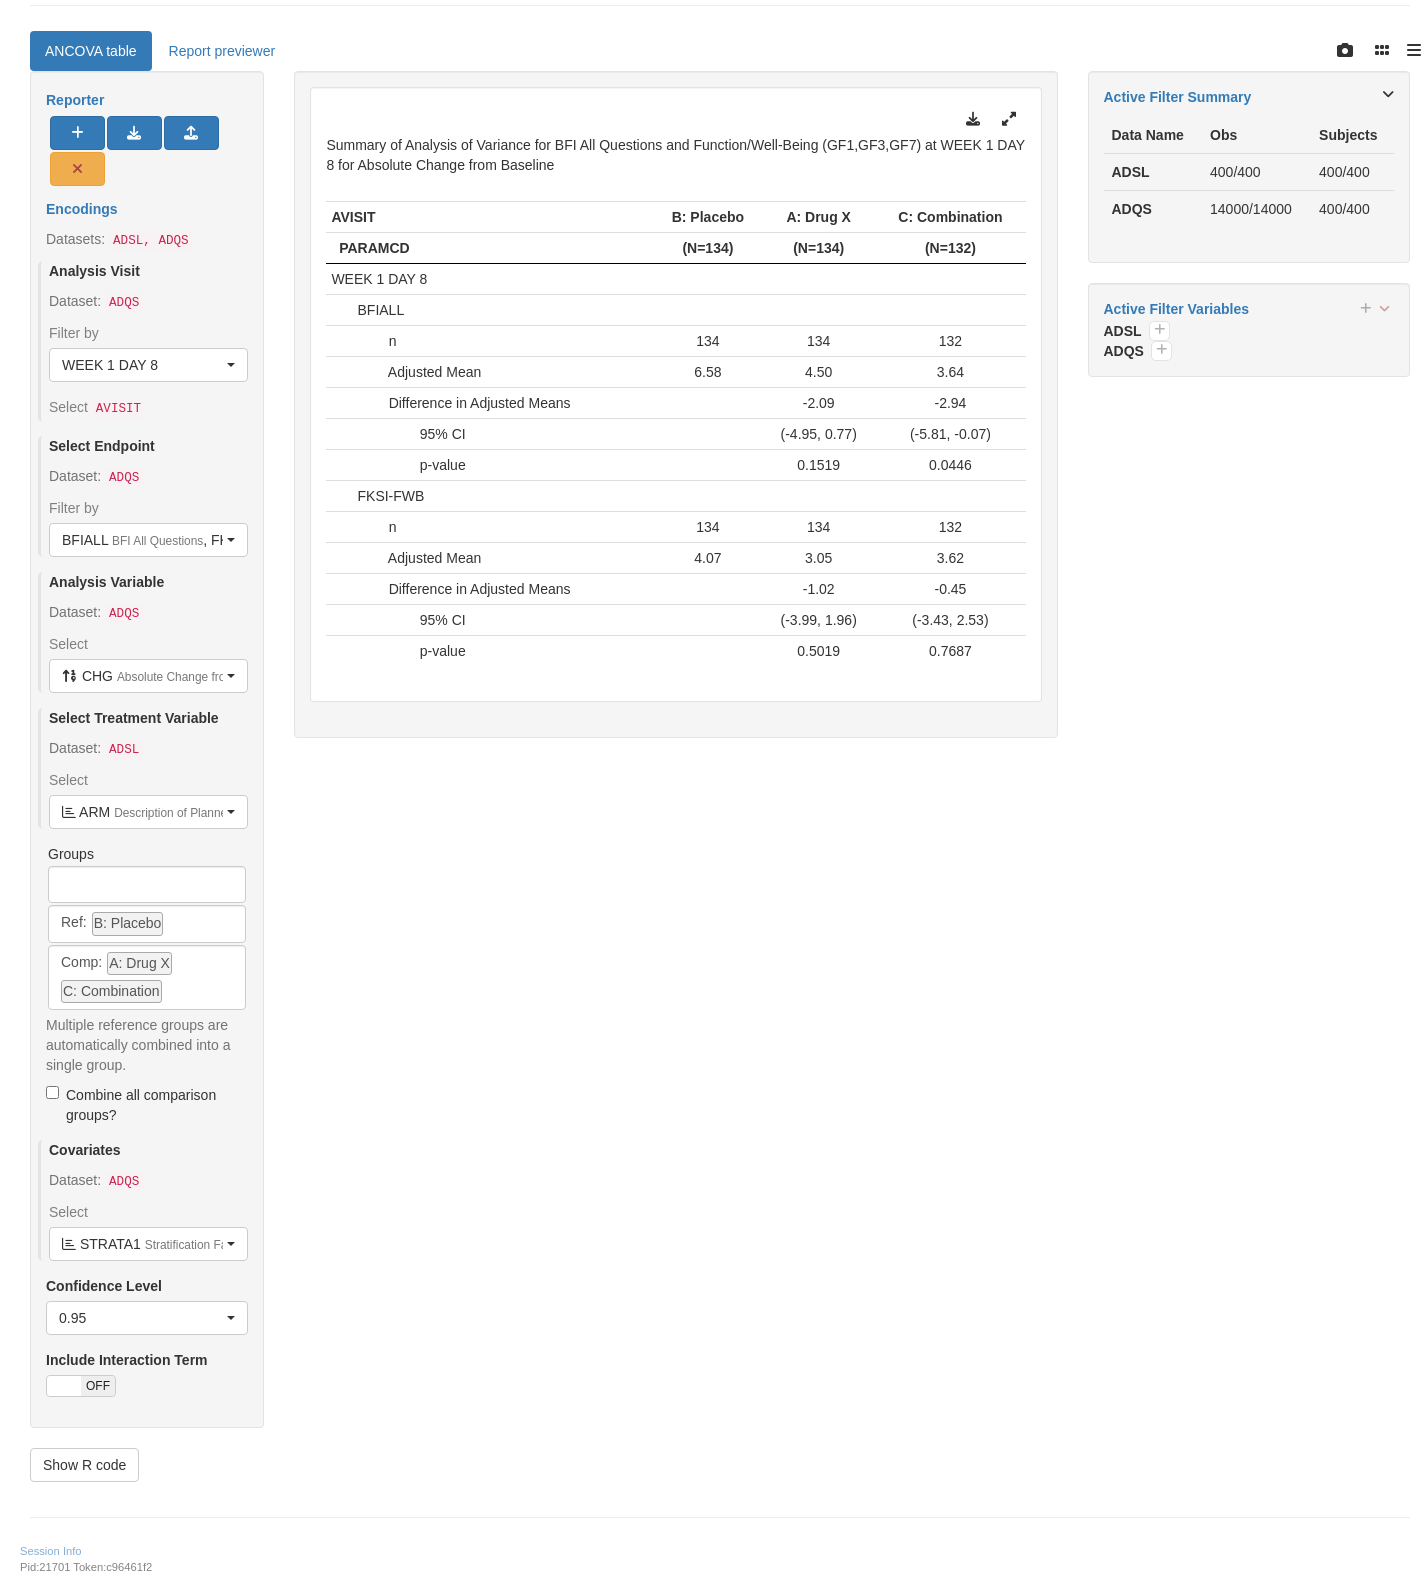 ANCOVA table
Report previewer
Reporter
Encodings
Datasets: ADSL, ADQS
Analysis Visit
Dataset: ADQS
Filter by
WEEK 1 DAY 8
Select AVISIT
Select Endpoint
Dataset: ADQS
Filter by
BFIALL BFI All Questions,
Analysis Variable
Dataset: ADQS
Select
CHG Absolute Change
Select Treatment Variable
Dataset: ADSL
Select
ARM Description of
Groups
Ref: B: Placebo
Comp: A: Drug X
C: Combination
Multiple reference groups are
automatically combined into a
single group.
Combine all comparison
groups?
Covariates
Dataset: ADQS
Select
STRATA1 Stratification
Confidence Level
0.95
Include Interaction Term
OFF
Show R code
Summary of Analysis of Variance for BFI All Questions and Function/Well-Being (GF1,GF3,GF7) at WEEK 1 DAY
8 for Absolute Change from Baseline
AVISIT B: Placebo A: Drug X C: Combination
PARAMCD (N=134) (N=134) (N=132)
WEEK 1 DAY 8
BFIALL
n 134 134 132
Adjusted Mean 6.58 4.50 3.64
Difference in Adjusted Means -2.09 -2.94
95% CI (-4.95, 0.77) (-5.81, -0.07)
p-value 0.1519 0.0446
FKSI-FWB
n 134 134 132
Adjusted Mean 4.07 3.05 3.62
Difference in Adjusted Means -1.02 -0.45
95% CI (-3.99, 1.96) (-3.43, 2.53)
p-value 0.5019 0.7687
Active Filter Summary
Data Name Obs Subjects
ADSL 400/400 400/400
ADQS 14000/14000 400/400
Active Filter Variables
ADSL
ADQS
Session Info
Pid:21701 Token:c96461f2